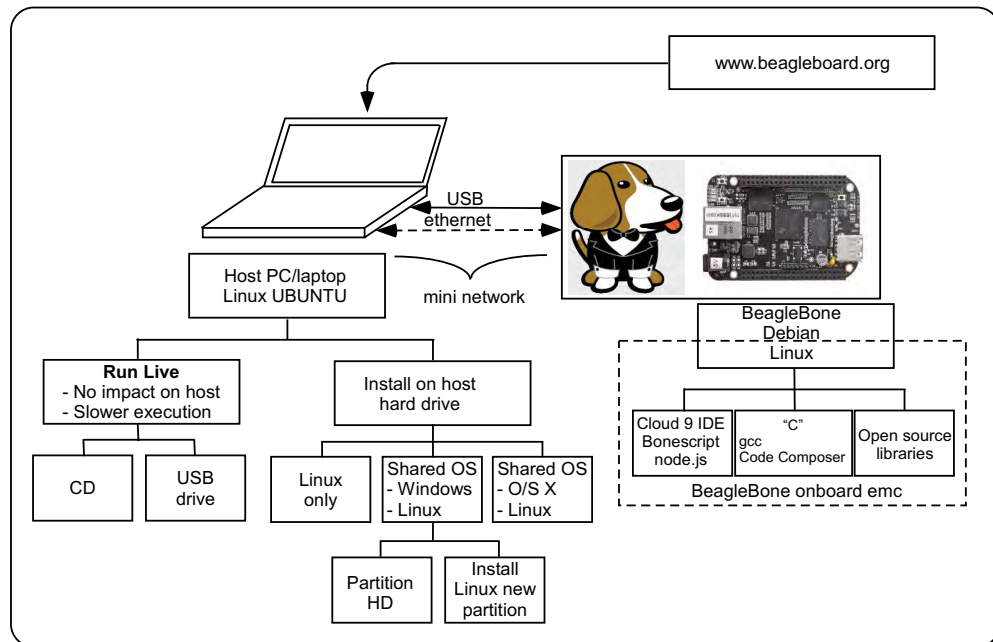 www.beagleboard.org
USB
ethernet
mini network
Host PC/laptop
Linux UBUNTU
Run Live
- No impact on host
- Slower execution
CD
USB
drive
Install on host
hard drive
Linux
only
Shared OS
- Windows
- Linux
Shared OS
- O/S X
- Linux
Partition
HD
Install
Linux new
partition
BeagleBone
Debian
Linux
Cloud 9 IDE
Bonescript
node.js
“C”
gcc
Code Composer
Open source
libraries
BeagleBone onboard emc